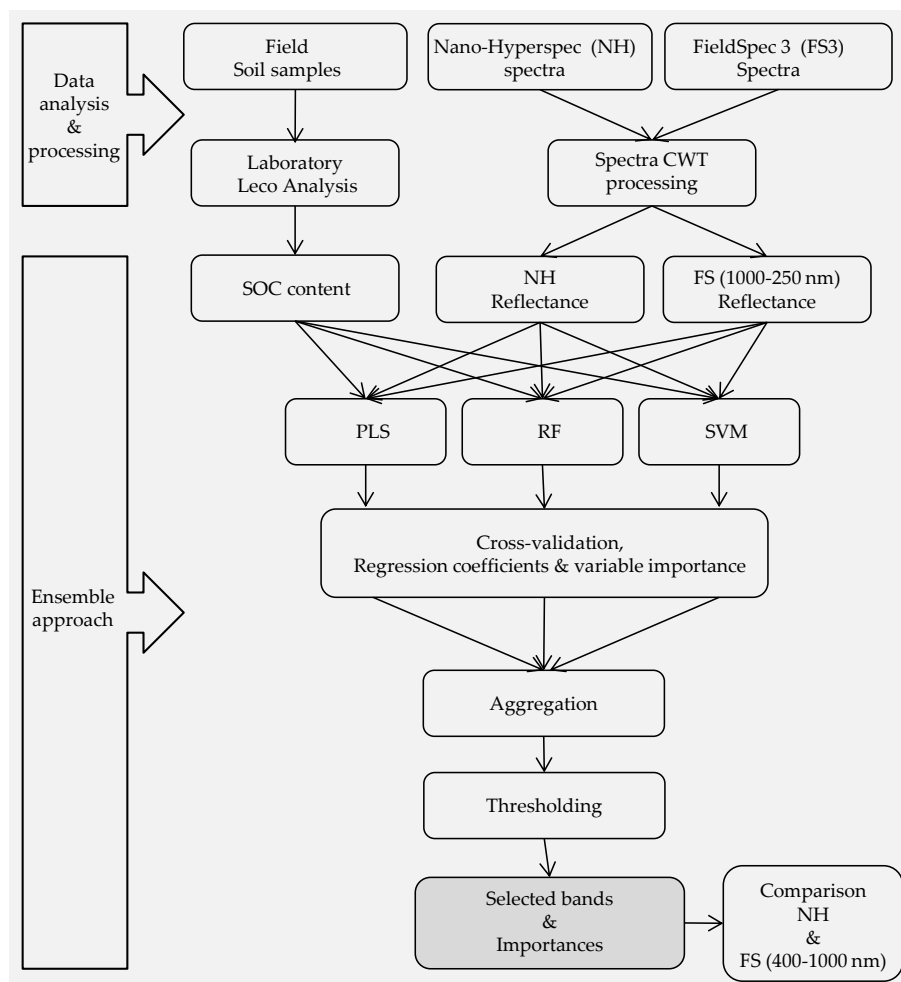 Data
analysis
&
processing
Field
Soil samples
Nano-Hyperspec (NH)
spectra
FieldSpec 3 (FS3)
Spectra
Laboratory
Leco Analysis
Spectra CWT
processing
SOC content
NH
Reflectance
FS (1000-250 nm)
Reflectance
PLS
RF
SVM
Cross-validation,
Regression coefficients & variable importance
Ensemble
approach
Aggregation
Thresholding
Selected bands
&
Importances
Comparison
NH
&
FS (400-1000 nm)